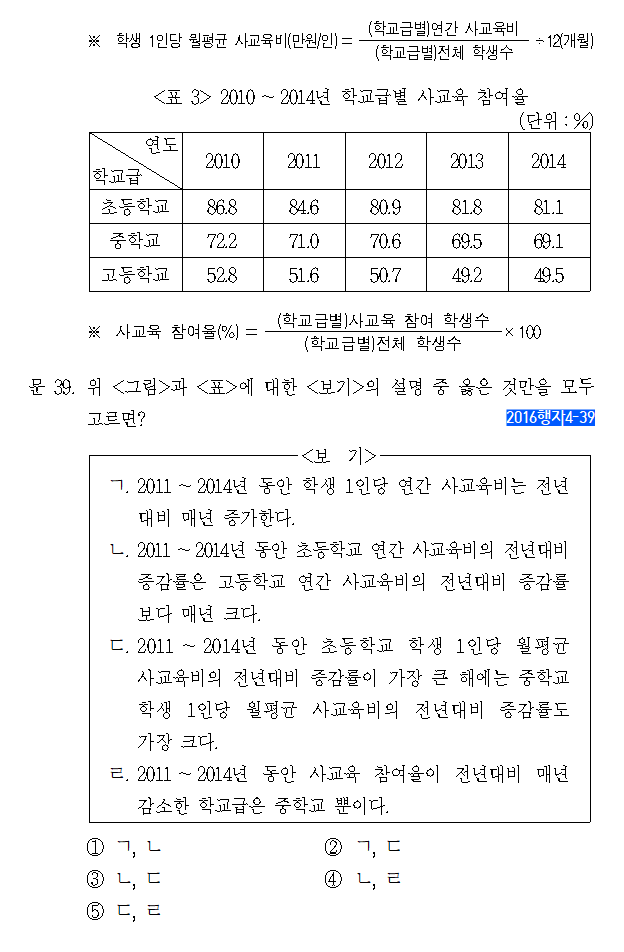 ※ 학생 1인당 월평균 사교육비(만원/인) = (학교급별)연간 사교육비 / (학교급별)전체 학생수 ÷12(개월)
<표 3> 2010 ~ 2014년 학교급별 사교육 참여율
(단위 : %)
연도 학교급 2010 2011 2012 2013 2014
초등학교 86.8 84.6 80.9 81.8 81.1
중학교 72.2 71.0 70.6 69.5 69.1
고등학교 52.8 51.6 50.7 49.2 49.5
※ 사교육 참여율(%) = (학교급별)사교육 참여 학생수 / (학교급별)전체 학생수 × 100
문 39. 위 <그림>과 <표>에 대한 <보기>의 설명 중 옳은 것만을 모두
고르면? 2016행자4-39
<보 기>
ㄱ. 2011 ~ 2014년 동안 학생 1인당 연간 사교육비는 전년
대비 매년 증가한다.
ㄴ. 2011 ~ 2014년 동안 초등학교 연간 사교육비의 전년대비
증감률은 고등학교 연간 사교육비의 전년대비 증감률
보다 매년 크다.
ㄷ. 2011 ~ 2014년 동안 초등학교 학생 1인당 월평균
사교육비의 전년대비 증감률이 가장 큰 해에는 중학교
학생 1인당 월평균 사교육비의 전년대비 증감률도
가장 크다.
ㄹ. 2011 ~ 2014년 동안 사교육 참여율이 전년대비 매년
감소한 학교급은 중학교 뿐이다.
① ㄱ, ㄴ ② ㄱ, ㄷ
③ ㄴ, ㄷ ④ ㄴ, ㄹ
⑤ ㄷ, ㄹ